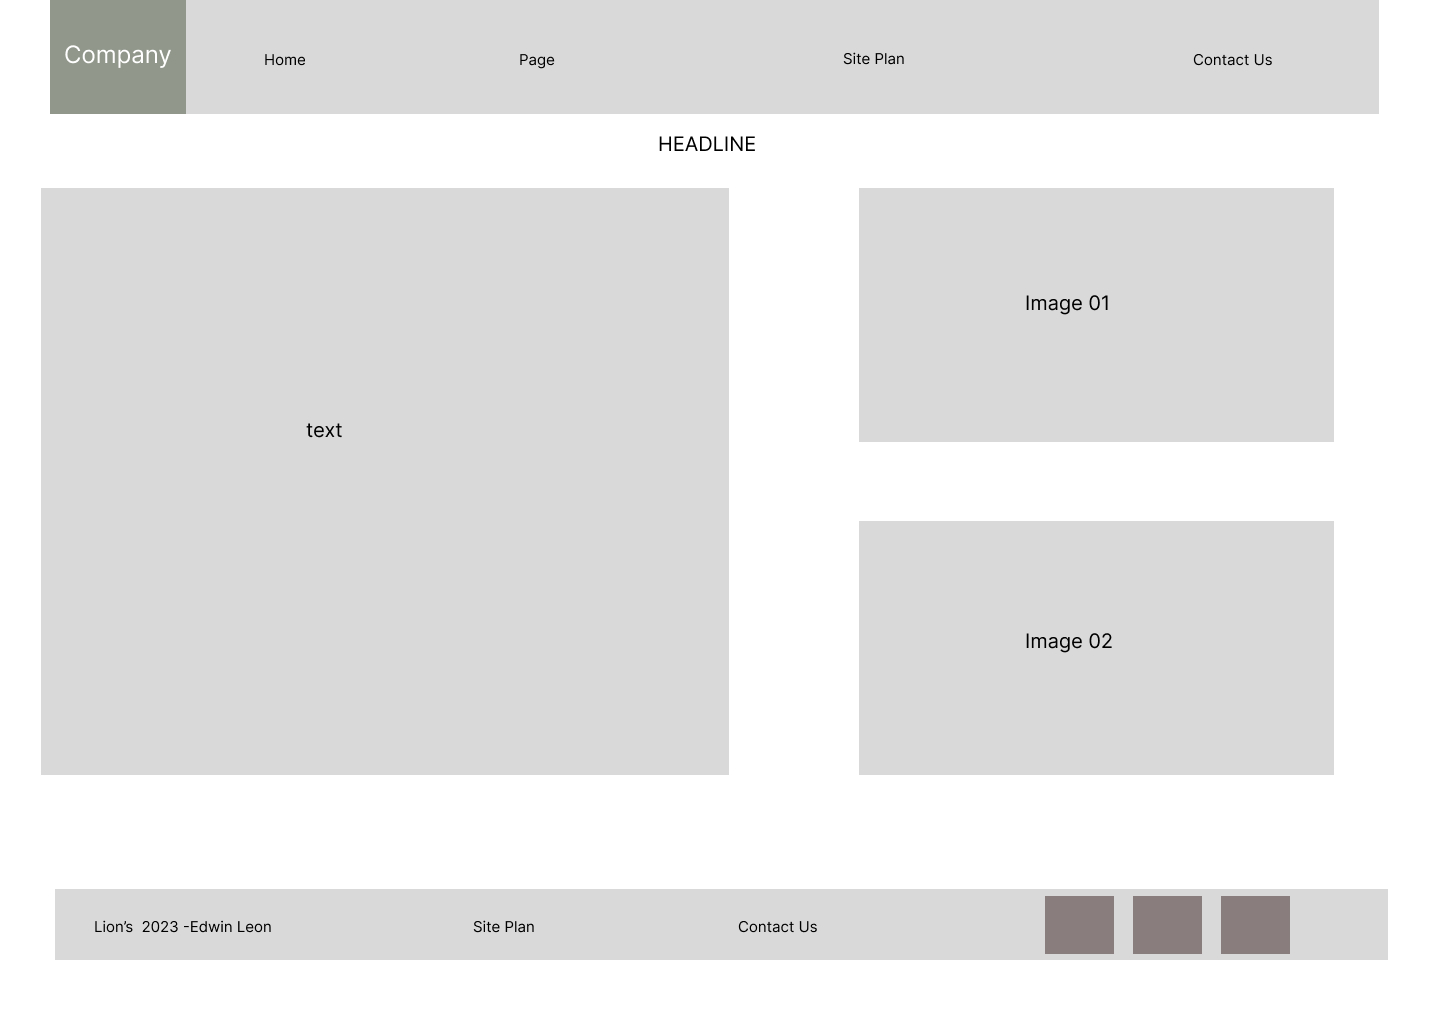 Company
Home
Page
Site Plan
Contact Us
HEADLINE
text
Image 01
Image 02
Lion’s  2023 -Edwin Leon
Site Plan
Contact Us